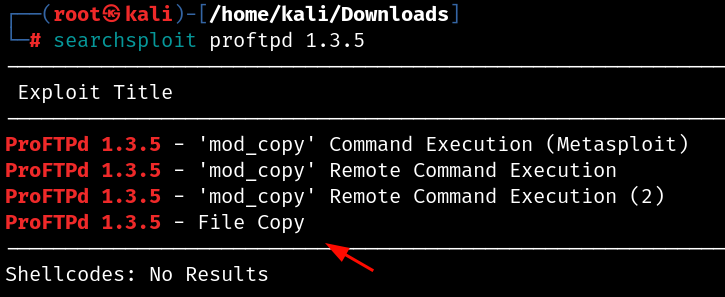 (root㉿kali)-[/home/kali/Downloads]
# searchsploit proftpd 1.3.5
Exploit Title
ProFTPd 1.3.5 - 'mod_copy' Command Execution (Metasploit)
ProFTPd 1.3.5 - 'mod_copy' Remote Command Execution
ProFTPd 1.3.5 - 'mod_copy' Remote Command Execution (2)
ProFTPd 1.3.5 - File Copy
Shellcodes: No Results